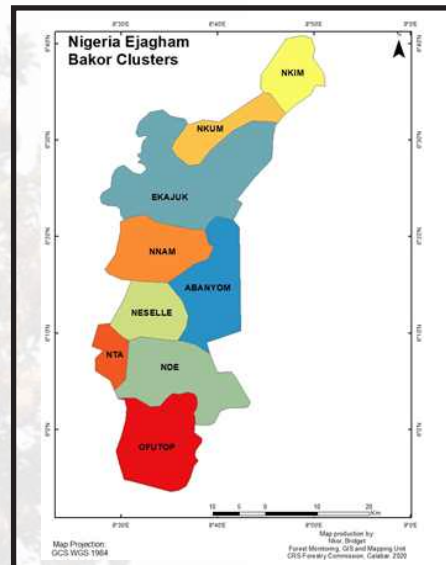 Nigeria Ejagham
Bakor Clusters
NKIM
NKUM
EKAJUK
NNAM
ABANYOM
NESELLE
NTA
NDE
OFUTOP
Km
Map Projection:
GCS WGS 1984
Map production by
Nkor, Bridget
Forest Monitoring, GIS and Mapping Unit
CRS-Forestry Commission, Calabar. 2020